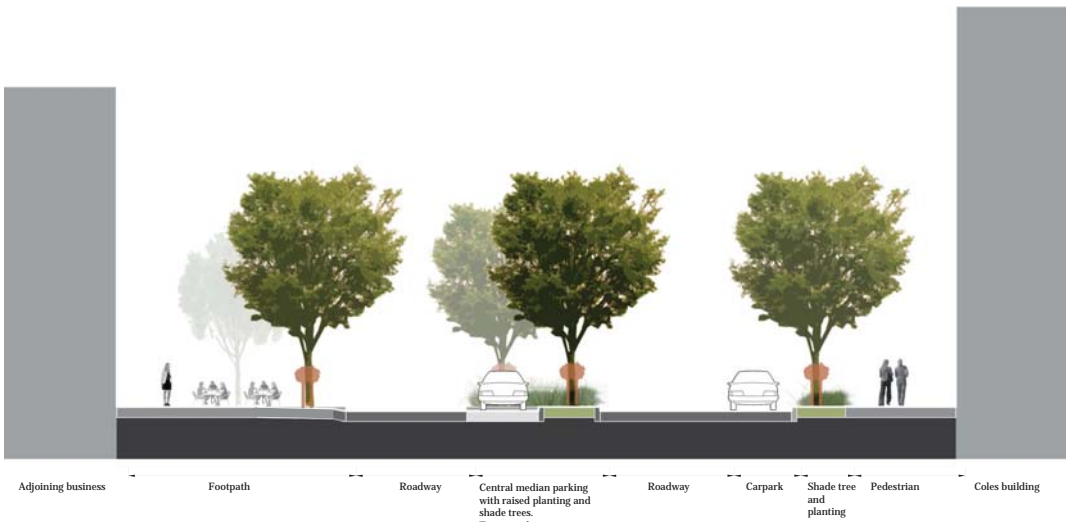 Adjoining business
Footpath
Roadway
Central median parking
with raised planting and
shade trees.
Roadway
Carpark
Shade tree
and
planting
Pedestrian
Coles building